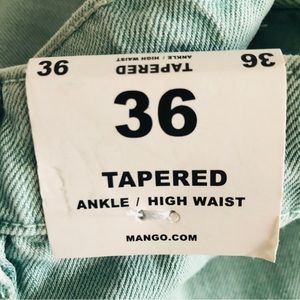 36
TAPERED
ANKLE / HIGH WAIST
36
36
TAPERED
ANKLE / HIGH WAIST
MANGO.COM